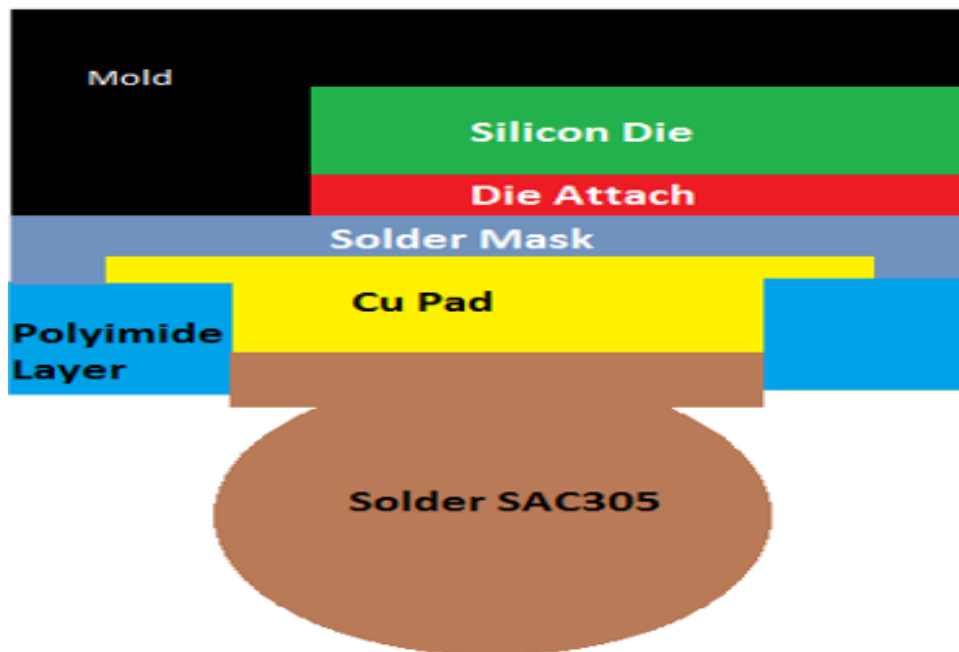 Mold
Silicon Die
Die Attach
Solder Mask
Cu Pad
Polyimide
Layer
Solder SAC305